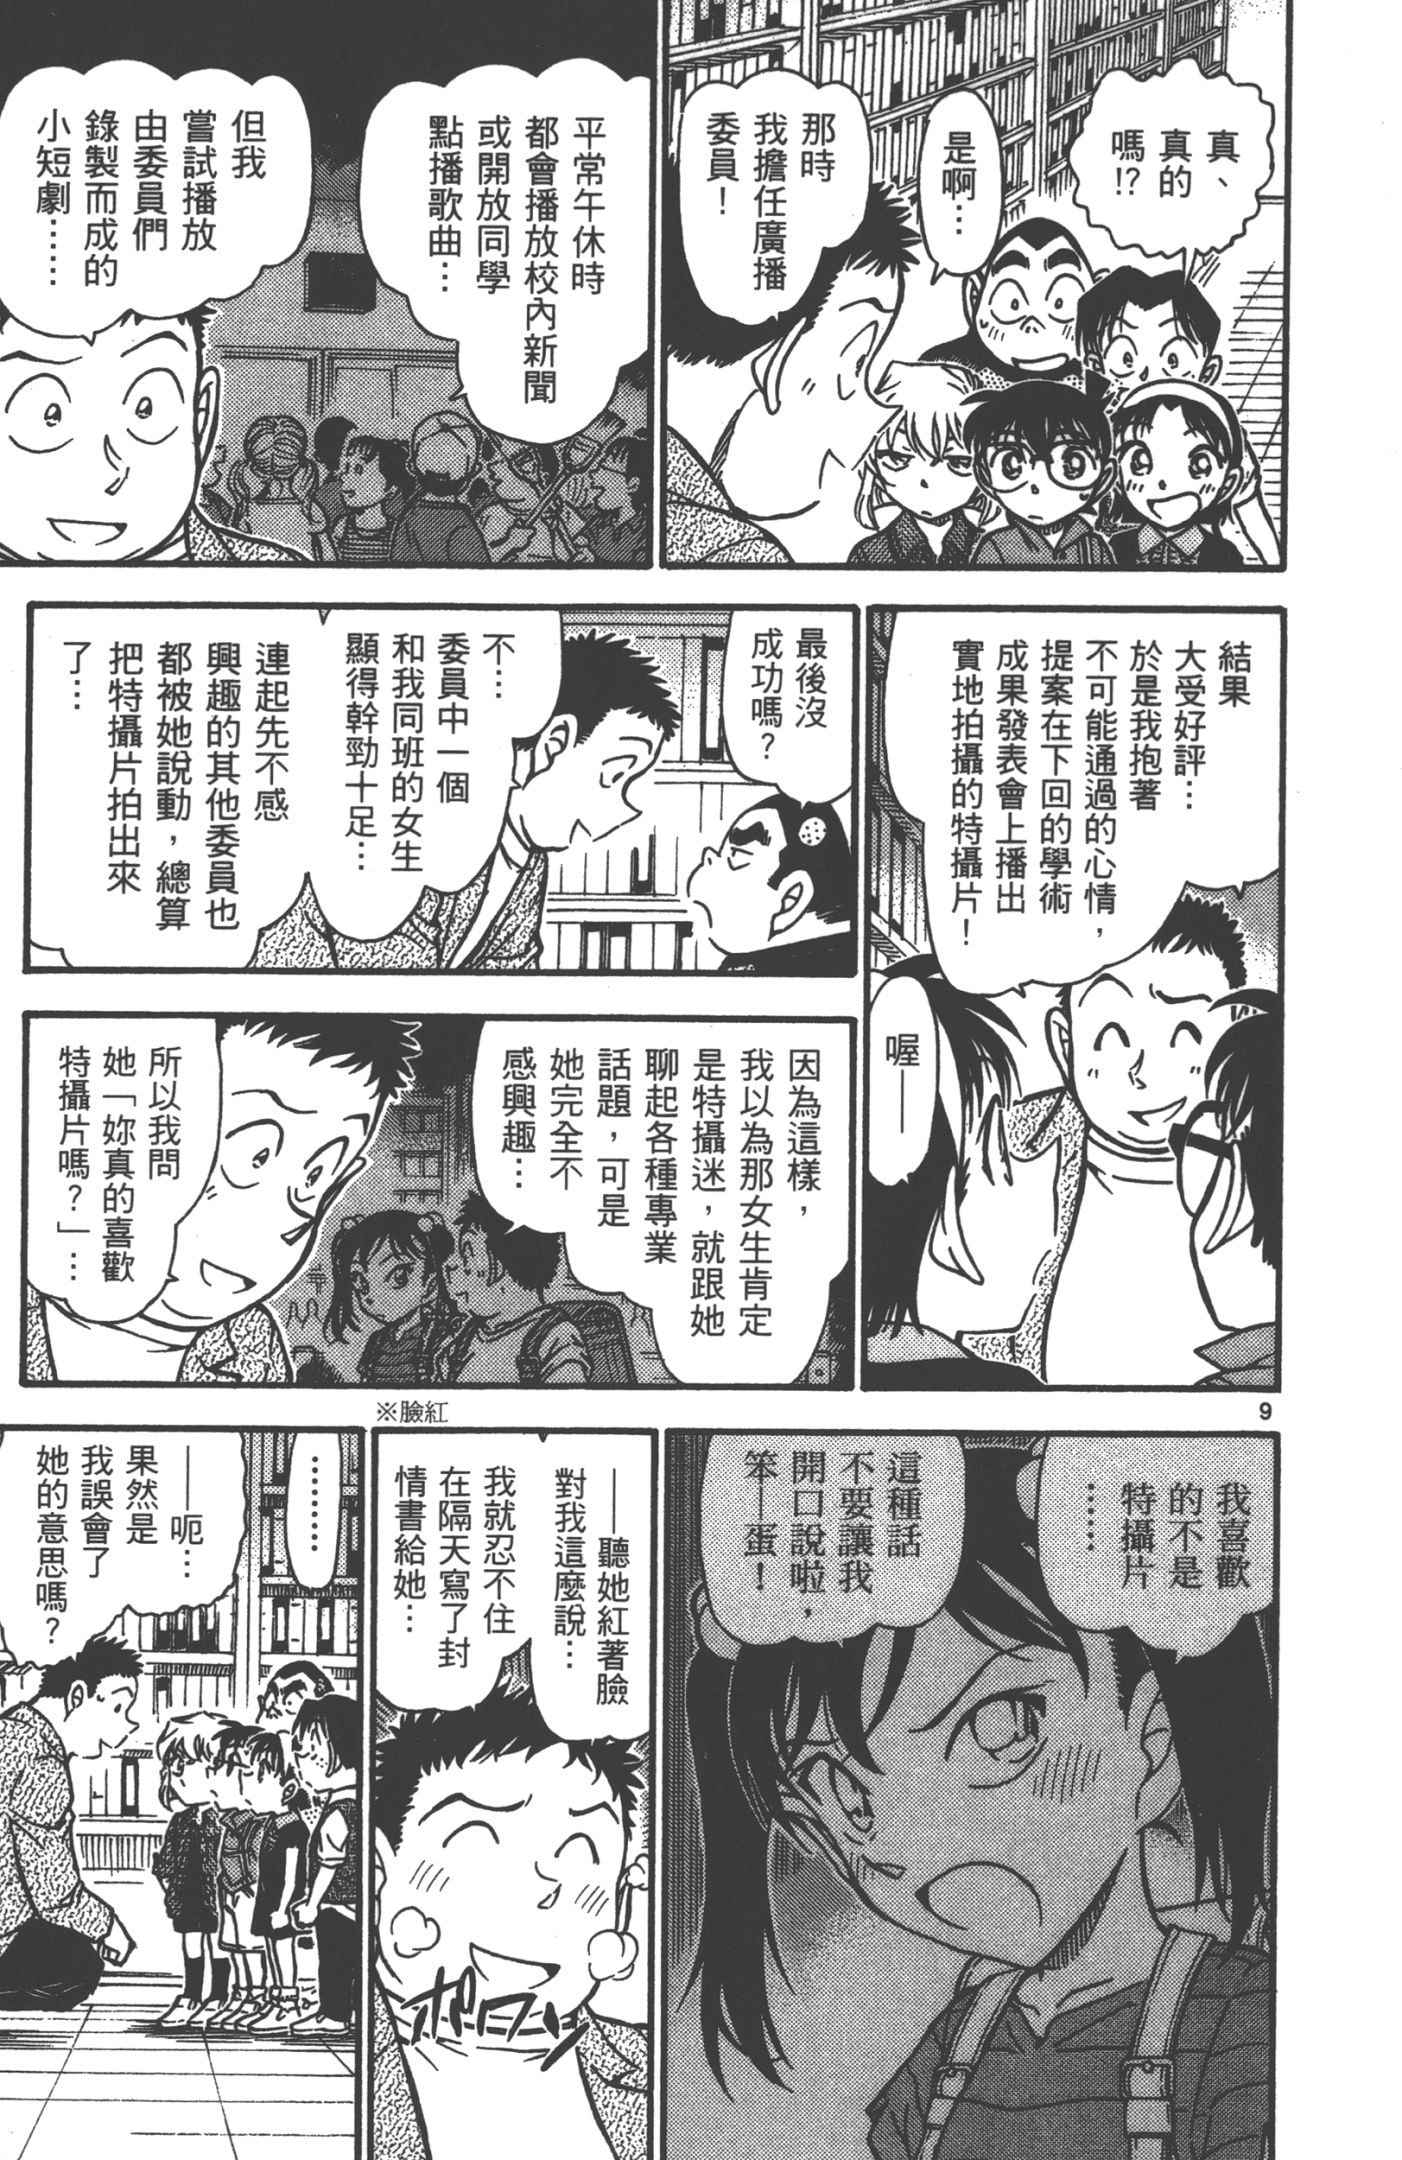 真、
真的
嗎!?
是啊…
那時
我擔任廣播
委員！
平常午休時
都會播放校內新聞
或開放同學
點播歌曲…
但我
嘗試播放
由委員們
錄製而成的
小短劇……
結果
大受好評…
於是我抱著
不可能通過的心情，
提案在下回的學術
成果發表會上播出
實地拍攝的特攝片！
喔——
最後沒
成功嗎？
不…
委員中一個
和我同班的女生
顯得幹勁十足…
連起先不感
興趣的其他委員也
都被她說動，總算
把特攝片拍出來
了…
因為這樣，
我以為那女生肯定
是特攝迷，就跟她
聊起各種專業
話題，可是
她完全不
感興趣…
所以我問
她「妳真的喜歡
特攝片嗎？」…
9
我喜歡
的不是
特攝片
……
這種話
不要讓我
開口說啦，
笨—蛋！
※臉紅
——聽她紅著臉
對我這麼說…
我就忍不住
在隔天寫了封
情書給她…
ポロッ
………
——呃…
果然是
我誤會了
她的意思嗎？